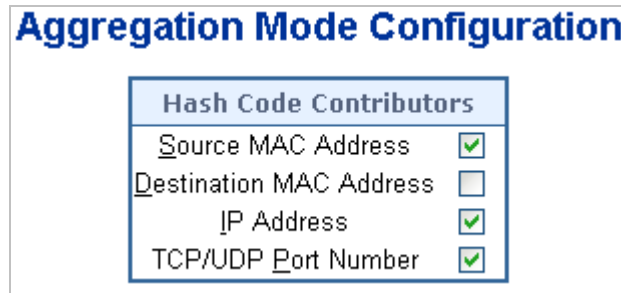 Aggregation Mode Configuration
Hash Code Contributors
Source MAC Address
Destination MAC Address
IP Address
TCP/UDP Port Number